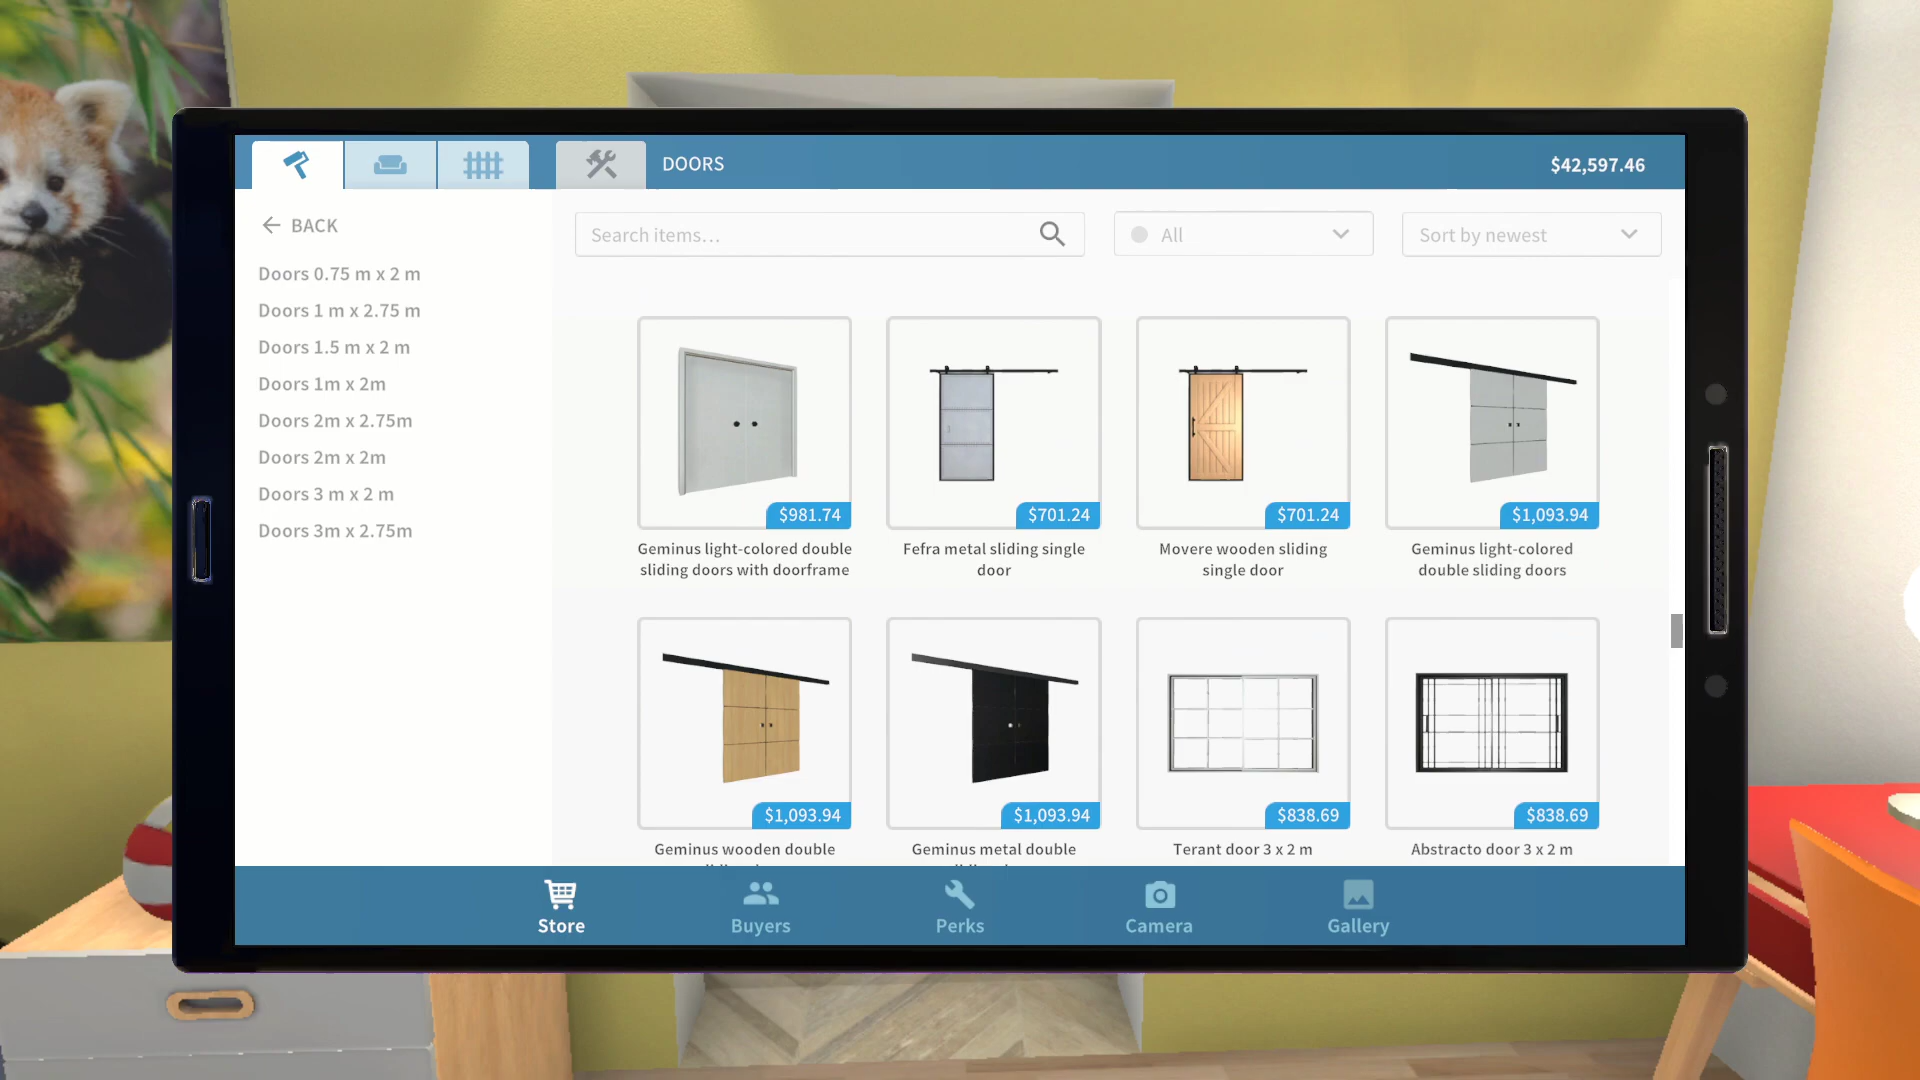 DOORS
$42,597.46
BACK
Search items...
All
Sort by newest
Doors 0.75 m x 2 m
Doors 1 m x 2.75 m
Doors 1.5 m x 2 m
Doors 1m x 2m
Doors 2m x 2.75m
Doors 2m x 2m
Doors 3 m x 2 m
Doors 3m x 2.75m
$981.74
$701.24
$701.24
$1,093.94
Geminus light-colored double
sliding doors with doorframe
Fefra metal sliding single
door
Movere wooden sliding
single door
Geminus light-colored
double sliding doors
$1,093.94
$1,093.94
$838.69
$838.69
Geminus wooden double
Geminus metal double
Terant door 3 x 2 m
Abstracto door 3 x 2 m
Store
Buyers
Perks
Camera
Gallery